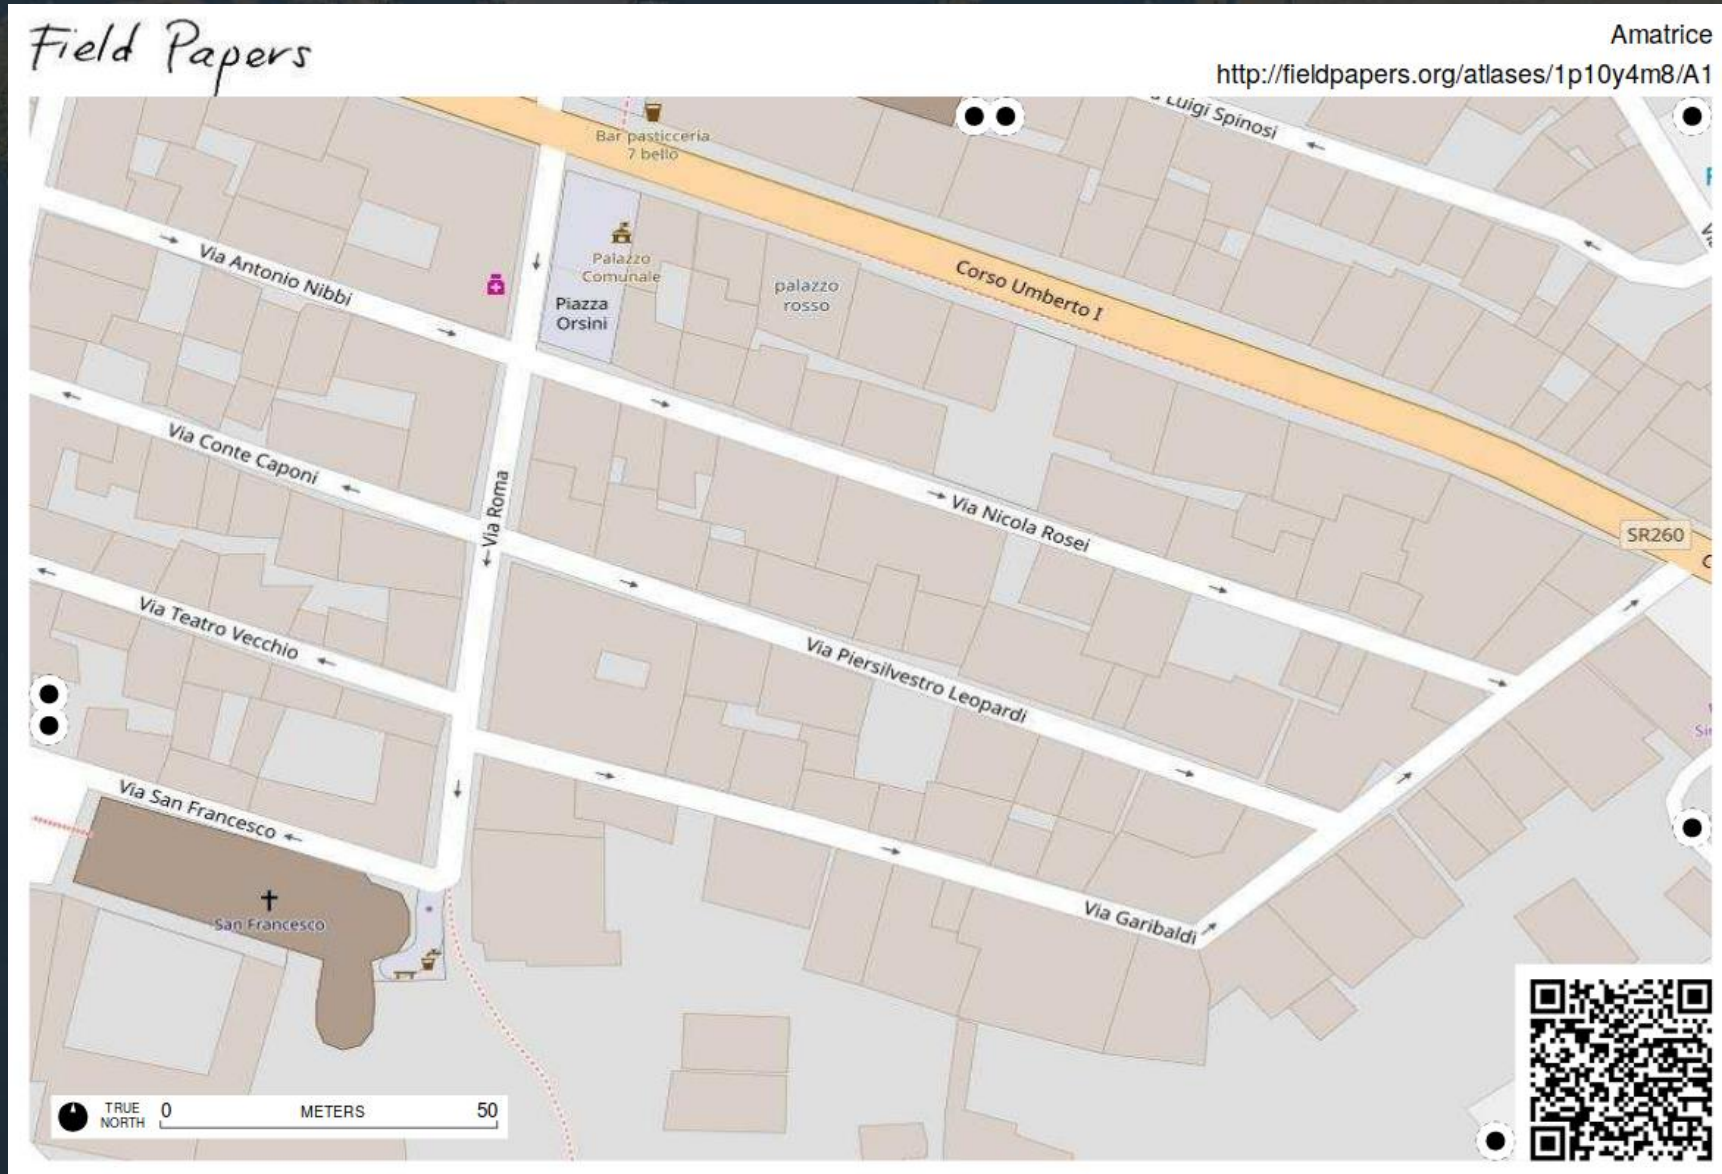 Field Papers
Amatrice
http://fieldpapers.org/atlases/1p10y4m8/A1
Luigi Spinosi
Bar pasticceria
7 bello
Via Antonio Nibbi
Palazzo
Comunale
Piazza
Orsini
palazzo
rosso
Corso Umberto I
Via Conte Caponi
Via Roma
Via Nicola Rosei
SR260
Via Teatro Vecchio
Via Piersilvestro Leopardi
Via San Francesco
San Francesco
Via Garibaldi
TRUE
NORTH
0 METERS 50